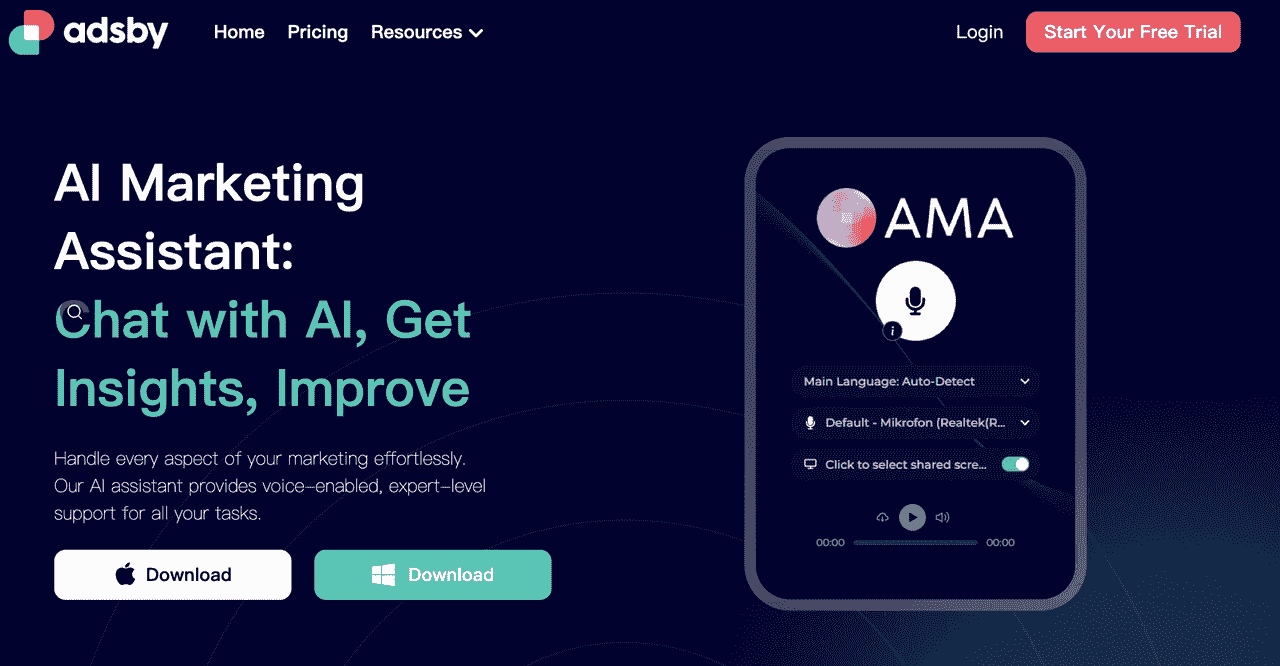 adsby
Home Pricing Resources
Login
Start Your Free Trial
AI Marketing
Assistant:
Chat with AI, Get
Insights, Improve
Handle every aspect of your marketing effortlessly.
Our AI assistant provides voice-enabled, expert-level
support for all your tasks.
Download
Download
AMA
i
Main Language: Auto-Detect
Default - Mikrofon (Realtek(R...
Click to select shared scre...
00:00
00:00